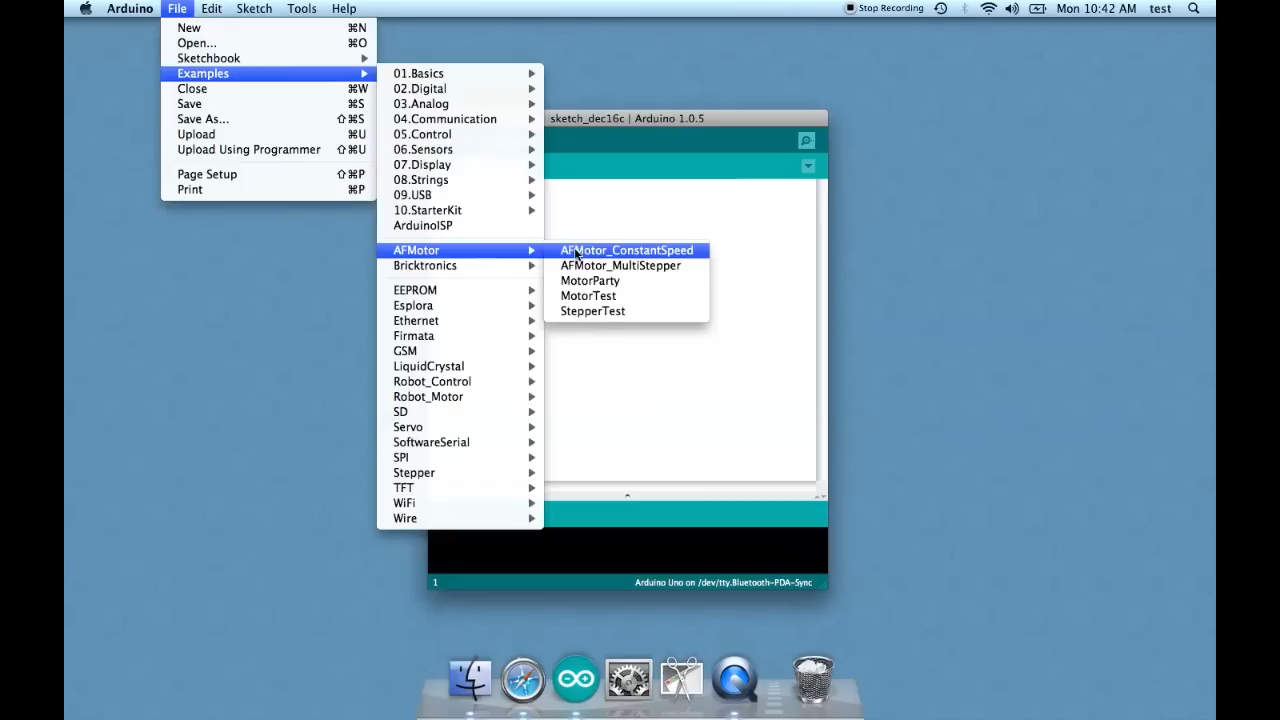 Arduino File Edit Sketch Tools Help Stop Recording Mon 10:42 AM test
New ⌘N
Open... ⌘O
Sketchbook
Examples
Close ⌘W
Save ⌘S
Save As... ⇧⌘S
Upload ⌘U
Upload Using Programmer ⇧⌘U
Page Setup ⇧⌘P
Print ⌘P
01.Basics
02.Digital
03.Analog
04.Communication
05.Control
06.Sensors
07.Display
08.Strings
09.USB
10.StarterKit
ArduinoISP
AFMotor
Bricktronics
EEPROM
Esplora
Ethernet
Firmata
GSM
LiquidCrystal
Robot_Control
Robot_Motor
SD
Servo
SoftwareSerial
SPI
Stepper
TFT
WiFi
Wire
AFMotor_ConstantSpeed
AFMotor_MultiStepper
MotorParty
MotorTest
StepperTest
sketch_dec16c | Arduino 1.0.5
1 Arduino Uno on /dev/tty.Bluetooth-PDA-Sync